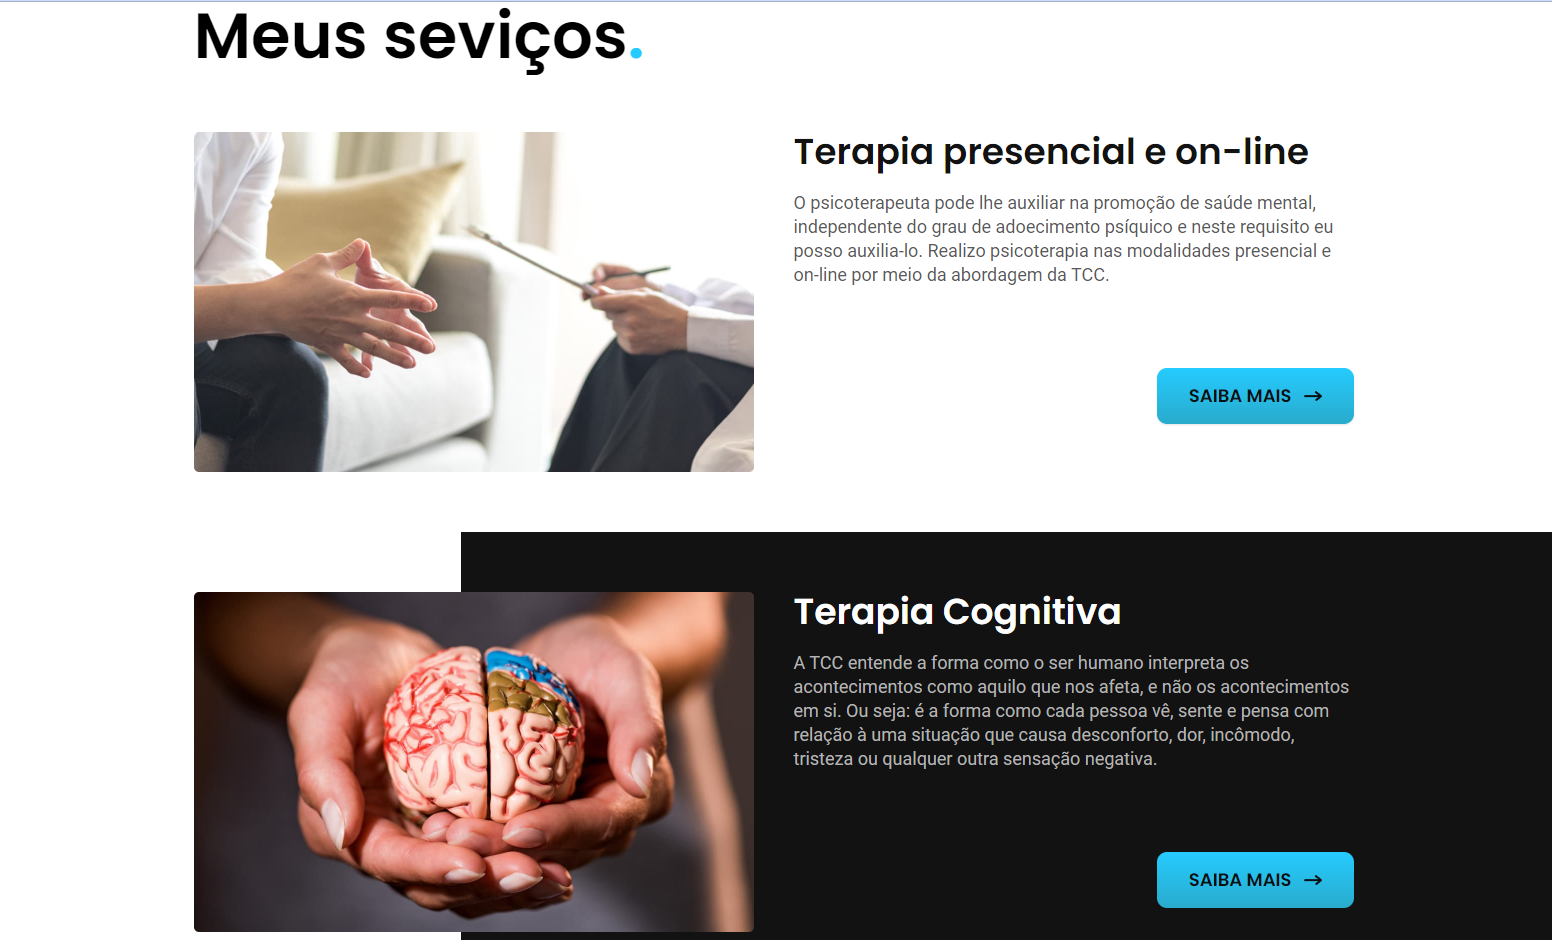 Meus seviços.
Terapia presencial e on-line
O psicoterapeuta pode lhe auxiliar na promoção de saúde mental,
independente do grau de adoecimento psíquico e neste requisito eu
posso auxilia-lo. Realizo psicoterapia nas modalidades presencial e
on-line por meio da abordagem da TCC.
SAIBA MAIS →
Terapia Cognitiva
A TCC entende a forma como o ser humano interpreta os
acontecimentos como aquilo que nos afeta, e não os acontecimentos
em si. Ou seja: é a forma como cada pessoa vê, sente e pensa com
relação à uma situação que causa desconforto, dor, incômodo,
tristeza ou qualquer outra sensação negativa.
SAIBA MAIS →